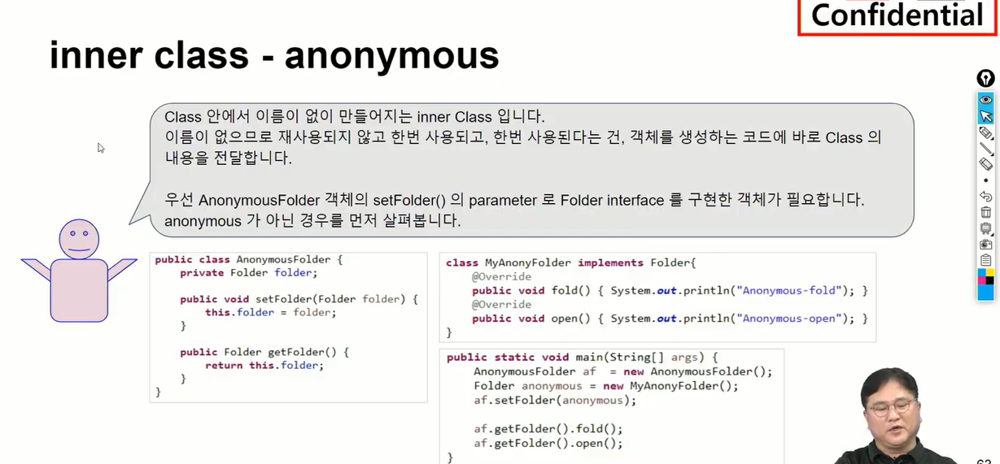 Confidential
inner class - anonymous
Class 안에서 이름이 없이 만들어지는 inner Class 입니다.
이름이 없으므로 재사용되지 않고 한번 사용되고, 한번 사용된다는 건, 객체를 생성하는 코드에 바로 Class 의
내용을 전달합니다.
우선 AnonymousFolder 객체의 setFolder() 의 parameter 로 Folder interface 를 구현한 객체가 필요합니다.
anonymous 가 아닌 경우를 먼저 살펴봅니다.
public class AnonymousFolder {
private Folder folder;
public void setFolder(Folder folder) {
this.folder = folder;
}
public Folder getFolder() {
return this.folder;
}
}
class MyAnonyFolder implements Folder{
@Override
public void fold() { System.out.println("Anonymous-fold"); }
@Override
public void open() { System.out.println("Anonymous-open"); }
}
public static void main(String[] args) {
AnonymousFolder af = new AnonymousFolder();
Folder anonymous = new MyAnonyFolder();
af.setFolder(anonymous);
af.getFolder().fold();
af.getFolder().open();
}